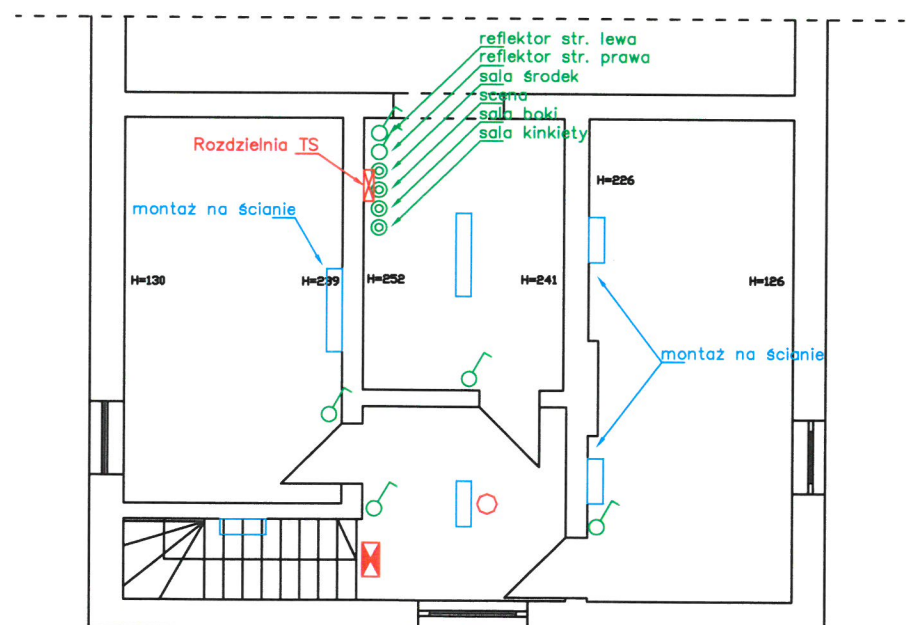 reflektor str. lewa
reflektor str. prawa
sala środek
scena
sala boki
sala kinkiety
Rozdzielnia TS
H=226
montaż na ścianie
H=130
H=239
H=252
H=241
H=126
montaż na ścianie